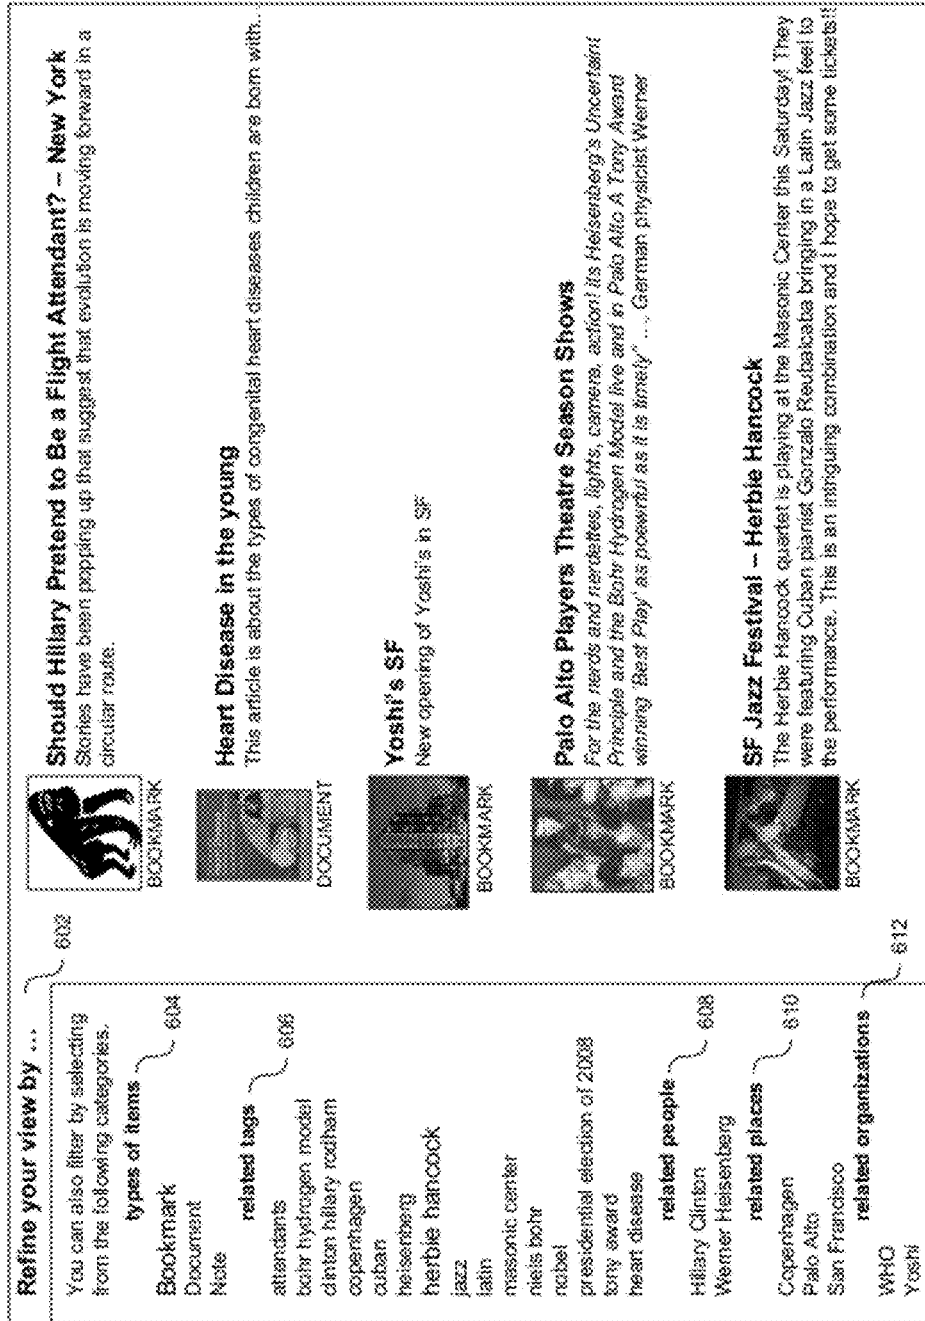 Refine your view by ...
602
You can also filter by selecting
from the following categories.
types of items
604
Bookmark
Document
Note
related tags
606
attendants
bohr hydrogen model
clinton hillary rodham
copenhagen
cuban
heisenberg
herbie hancock
jazz
latin
masonic center
niels bohr
nobel
presidential election of 2008
tony award
heart disease
related people
608
Hillary Clinton
Werner Heisenberg
related places
610
Copenhagen
Palo Alto
San Francisco
related organizations
612
WHO
Yoshi
BOOKMARK
Should Hillary Pretend to Be a Flight Attendant? – New York
Stories have been popping up that suggest that evolution is moving forward in a
circular route.
DOCUMENT
Heart Disease in the young
This article is about the types of congenital heart diseases children are born with...
BOOKMARK
Yoshi's SF
New opening of Yoshi's in SF
BOOKMARK
Palo Alto Players Theatre Season Shows
For the nerds and nerdettes, lights, camera, action! Its Heisenberg's Uncertaint
Principle and the Bohr Hydrogen Model live and in Palo Alto A Tony Award
winning 'Best Play' as poewrful as it is timely" ..., German physicist Werner
BOOKMARK
SF Jazz Festival – Herbie Hancock
The Herbie Hancock quartet is playing at the Masonic Center this Saturday! They
were featuring Cuban pianist Gonzalo Reubalcaba bringing in a Latin Jazz feel to
the performance. This is an intriguing combination and I hope to get some tickets!!